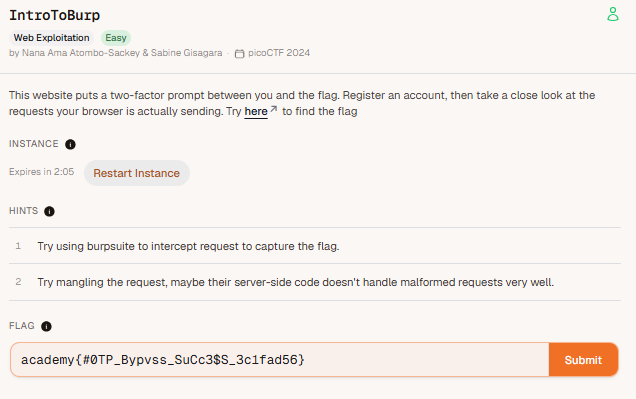 IntroToBurp
Web Exploitation Easy
by Nana Ama Atombo-Sackey & Sabine Gisagara · picoCTF 2024
This website puts a two-factor prompt between you and the flag. Register an account, then take a close look at the
requests your browser is actually sending. Try here to find the flag
INSTANCE
Expires in 2:05 Restart Instance
HINTS
1 Try using burpsuite to intercept request to capture the flag.
2 Try mangling the request, maybe their server-side code doesn't handle malformed requests very well.
FLAG
academy{#0TP_Bypvss_SuCc3$S_3c1fad56} Submit